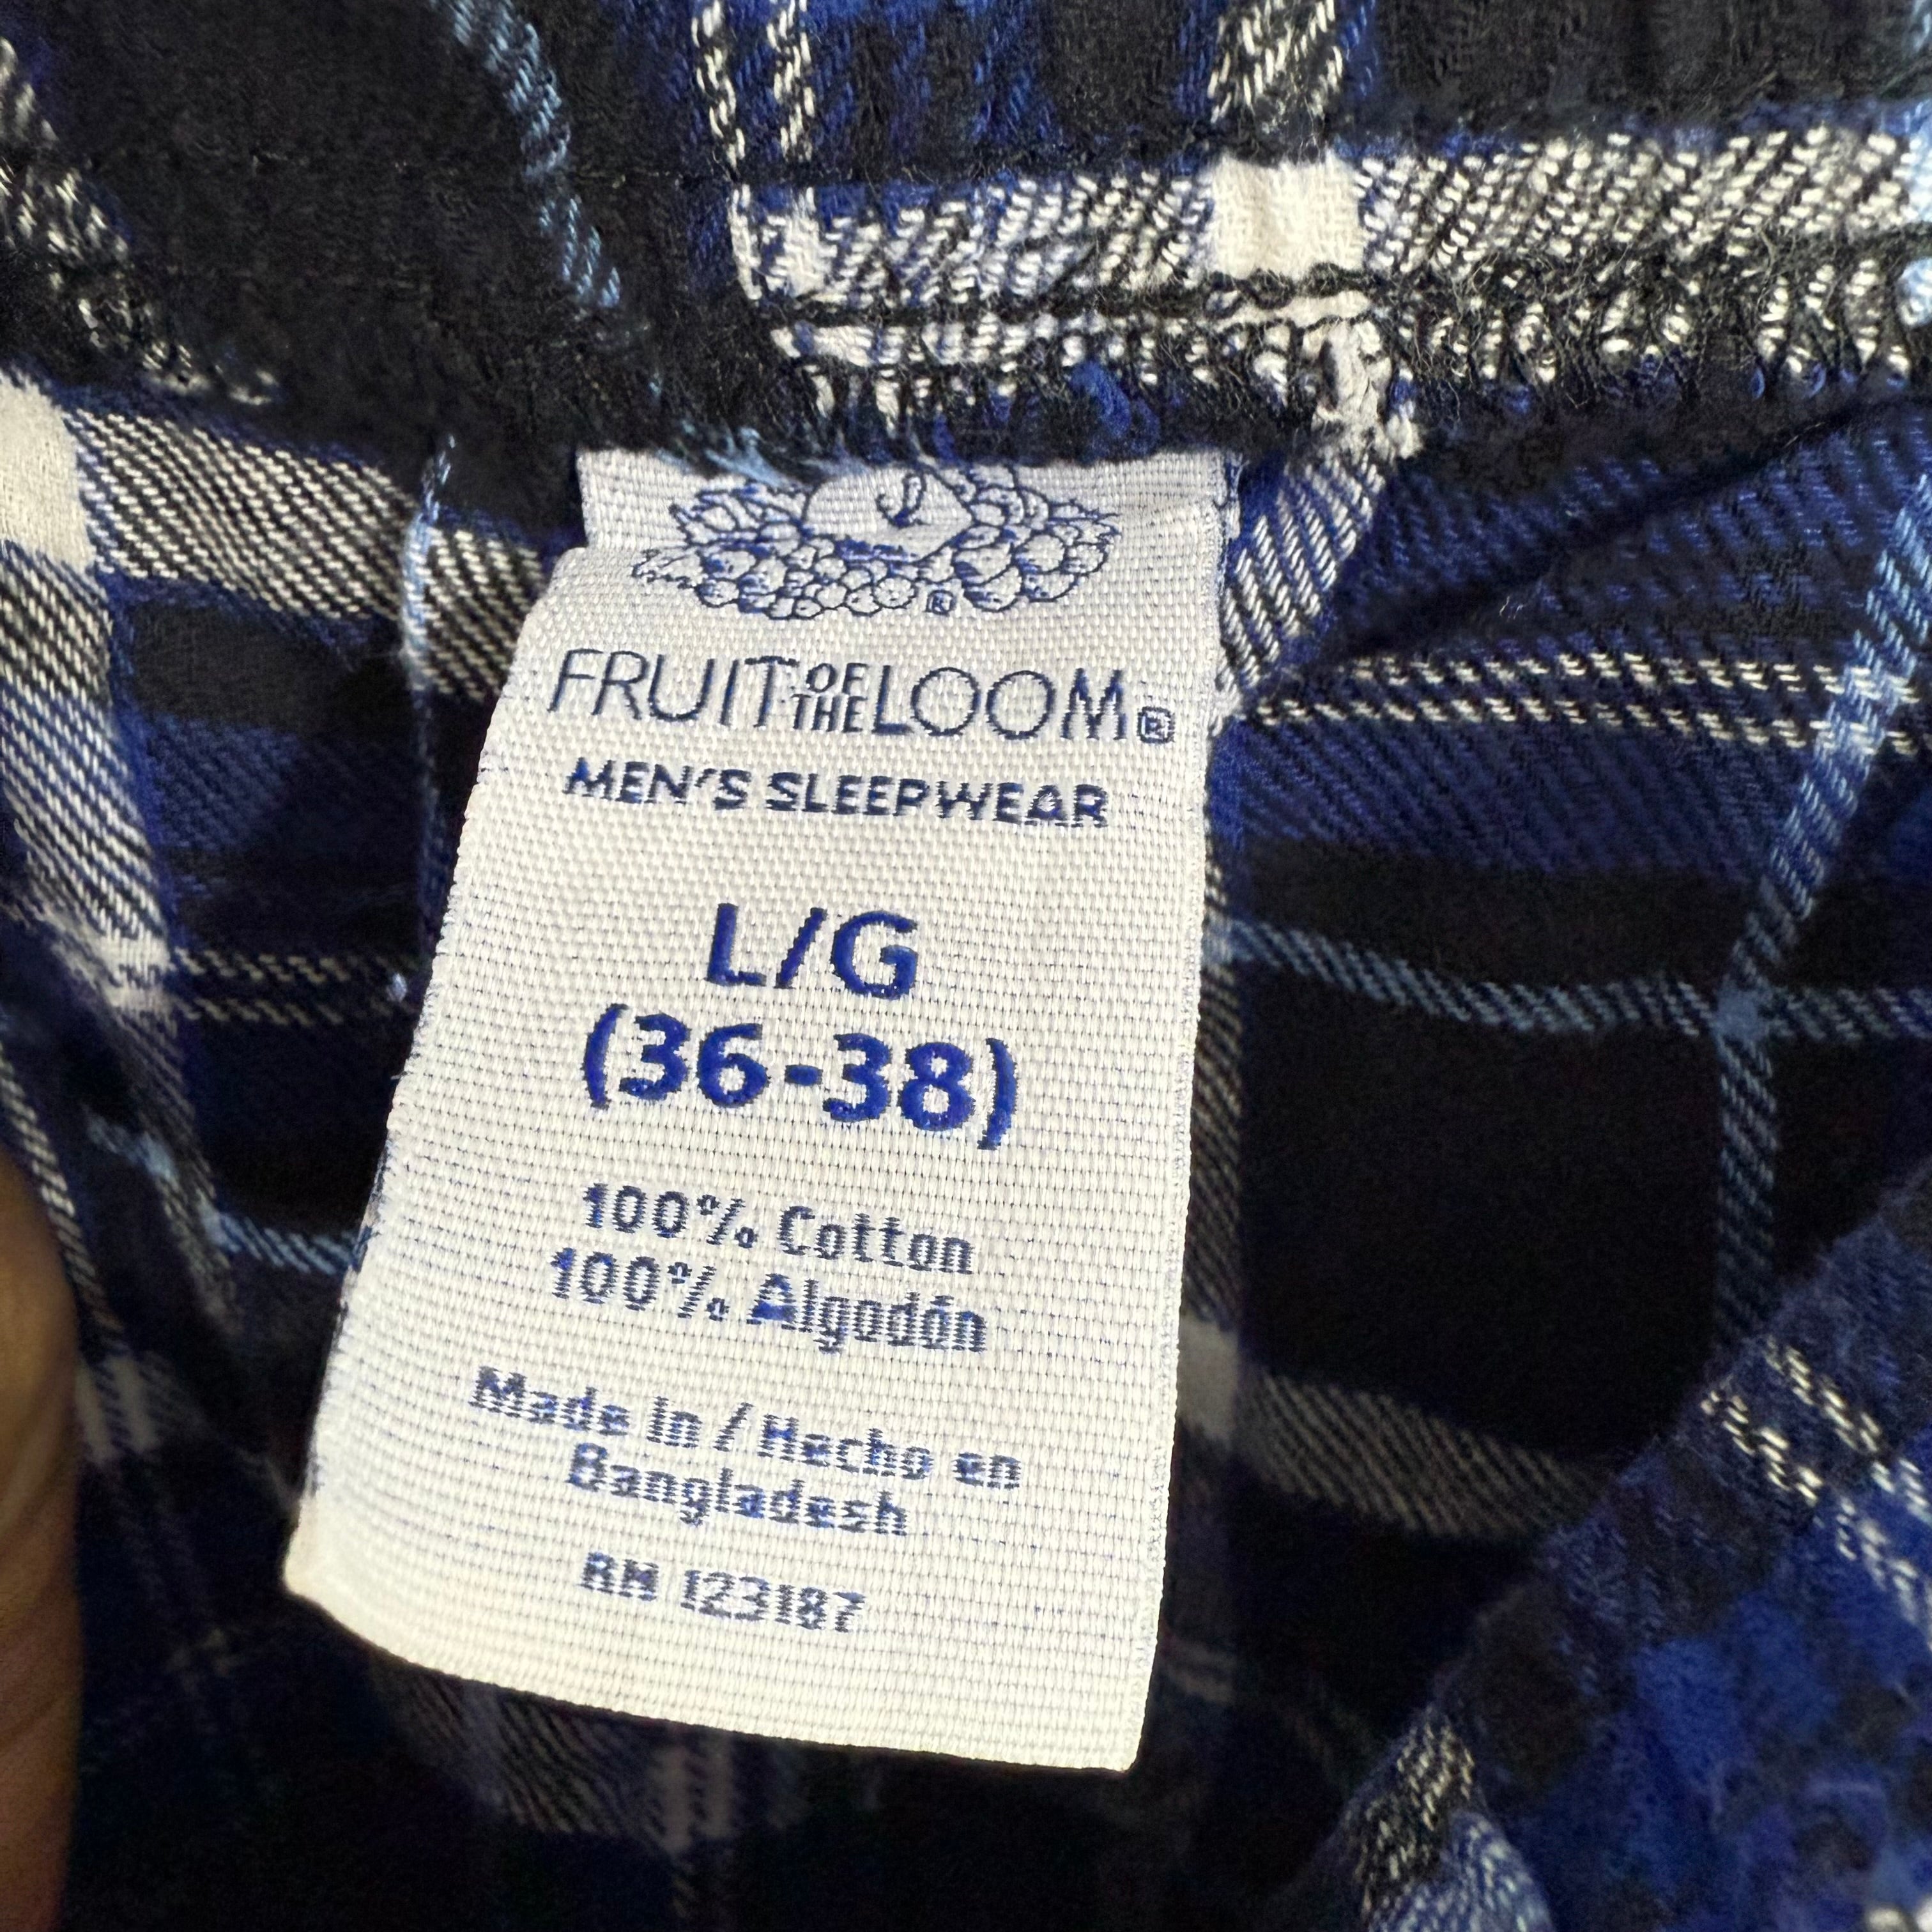 ®
FRUIT OF THE LOOM®
MEN'S SLEEPWEAR
L/G
(36-38)
100% Cotton
100% Algodón
Made In / Hecho en
Bangladesh
RN 123187